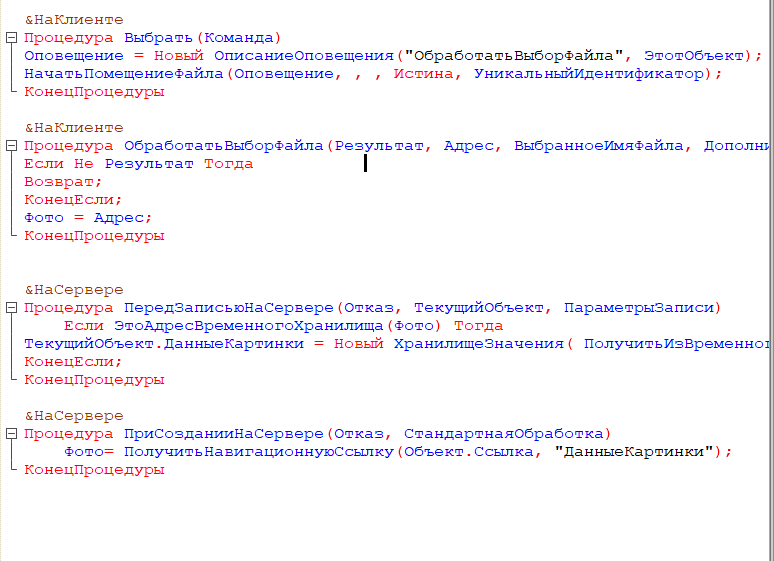 &НаКлиенте
Процедура Выбрать(Команда)
Оповещение = Новый ОписаниеОповещения("ОбработатьВыборФайла", ЭтотОбъект);
НачатьПомещениеФайла(Оповещение, , , Истина, УникальныйИдентификатор);
КонецПроцедуры
&НаКлиенте
Процедура ОбработатьВыборФайла(Результат, Адрес, ВыбранноеИмяФайла, Дополни
Если Не Результат Тогда
Возврат;
КонецЕсли;
Фото = Адрес;
КонецПроцедуры
&НаСервере
Процедура ПередЗаписьюНаСервере(Отказ, ТекущийОбъект, ПараметрыЗаписи)
Если ЭтоАдресВременногоХранилища(Фото) Тогда
ТекущийОбъект.ДанныеКартинки = Новый ХранилищеЗначения( ПолучитьИзВременног
КонецЕсли;
КонецПроцедуры
&НаСервере
Процедура ПриСозданииНаСервере(Отказ, СтандартнаяОбработка)
Фото= ПолучитьНавигационнуюСсылку(Объект.Ссылка, "ДанныеКартинки");
КонецПроцедуры